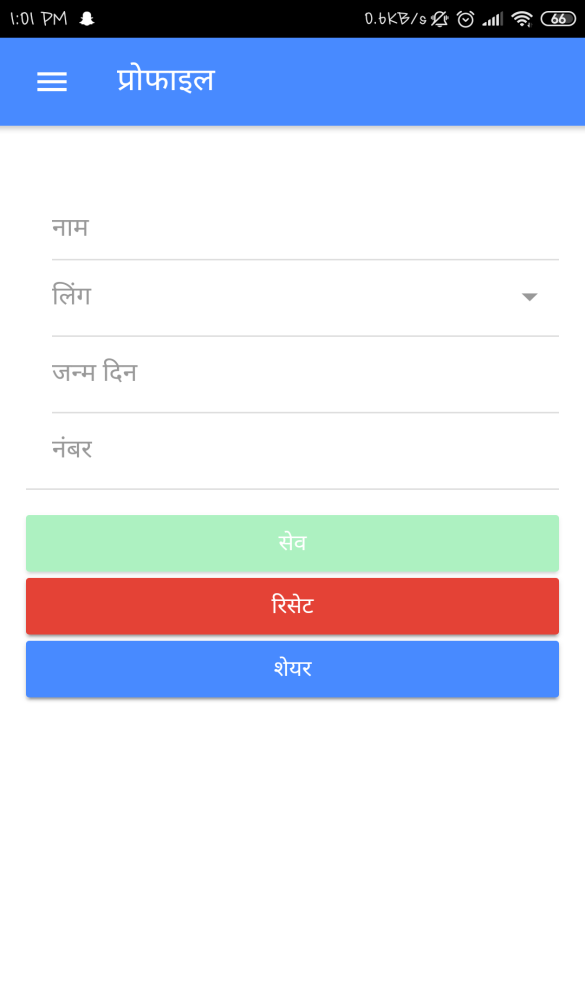 1:01 PM 0.6KB/s 66
प्रोफाइल
नाम
लिंग
जन्म दिन
नंबर
सेव
रिसेट
शेयर